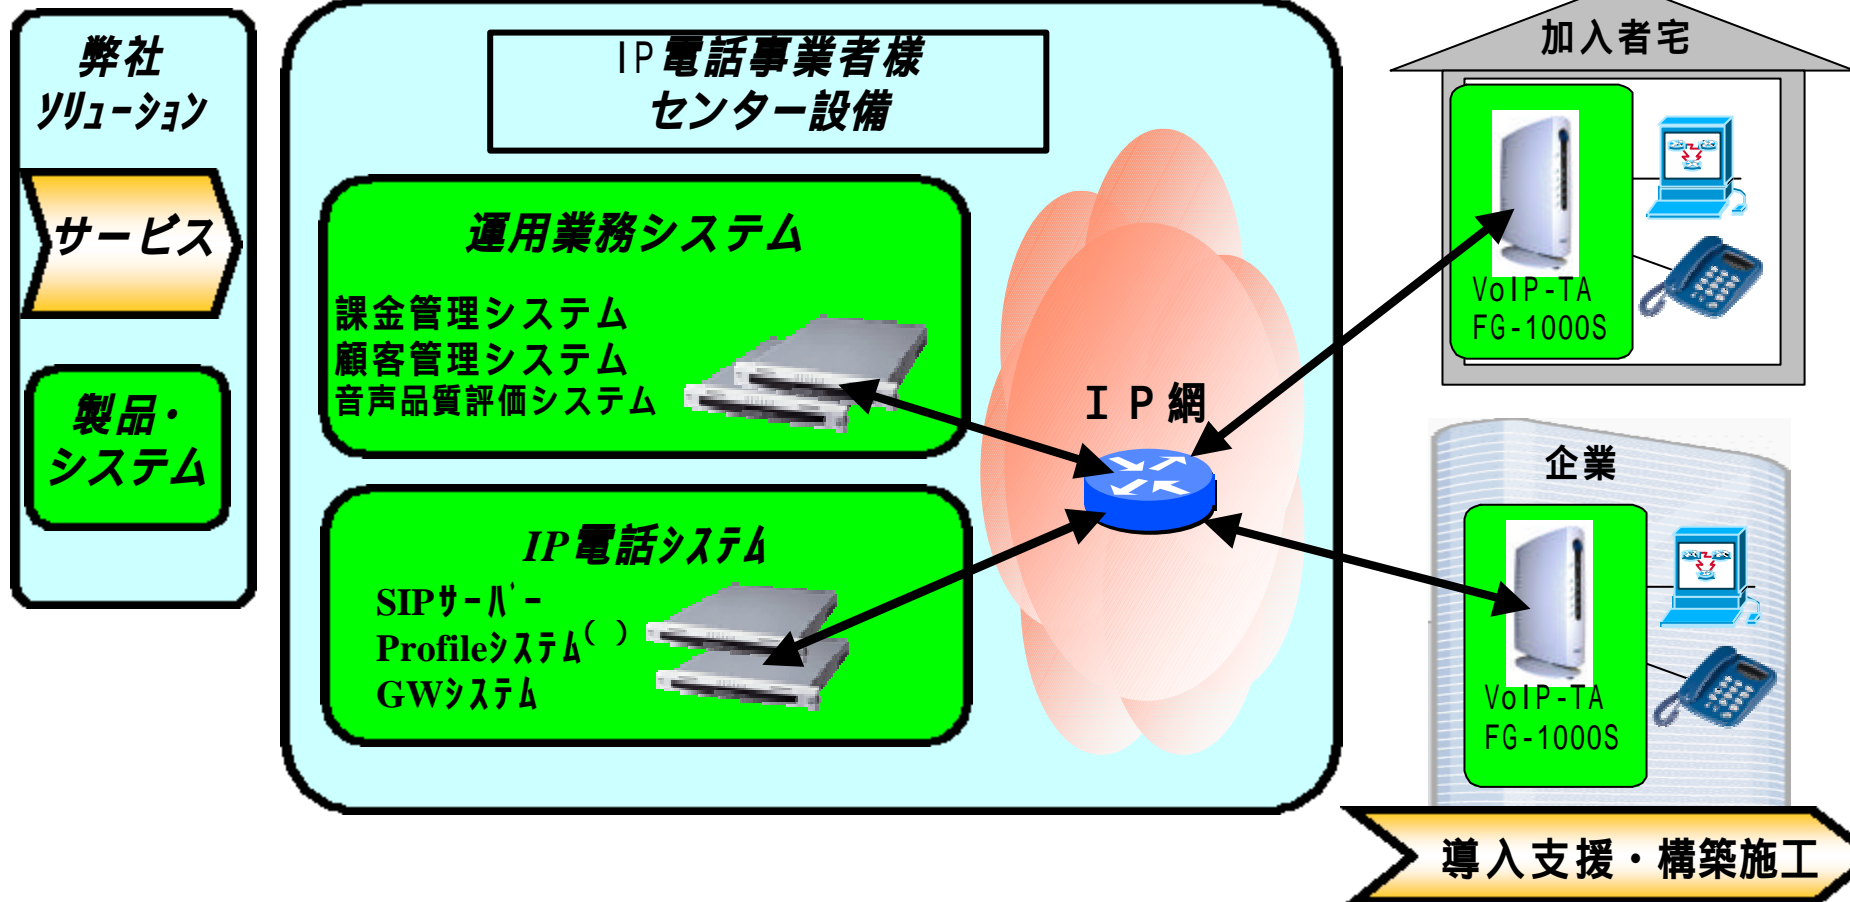 弊社
ｿﾘｭｰｼｮﾝ
サービス
製品・
システム
IP電話事業者様
センター設備
運用業務システム
課金管理システム
顧客管理システム
音声品質評価システム
IP電話ｼｽﾃﾑ
SIPｻｰﾊﾞｰ
Profileｼｽﾃﾑ( )
GWｼｽﾃﾑ
ＩＰ網
加入者宅
VoIP-TA
FG-1000S
企業
VoIP-TA
FG-1000S
導入支援・構築施工